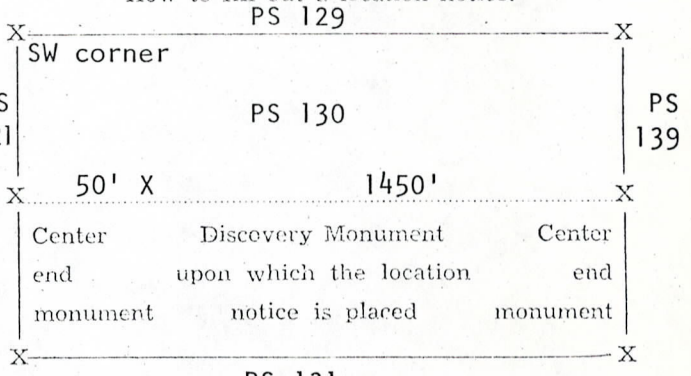 PS 129
X X
SW corner
PS 130
PS
139
50' X 1450'
X X
Center Discovery Monument Center
end upon which the location end
monument notice is placed monument
X X